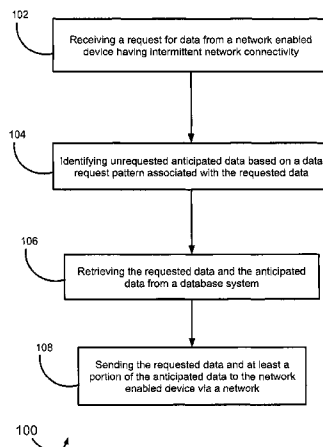 102
Receiving a request for data from a network enabled
device having intermittent network connectivity
104
Identifying unrequested anticipated data based on a data
request pattern associated with the requested data
106
Retrieving the requested data and the anticipated
data from a database system
108
Sending the requested data and at least a
portion of the anticipated data to the network
enabled device via a network
100